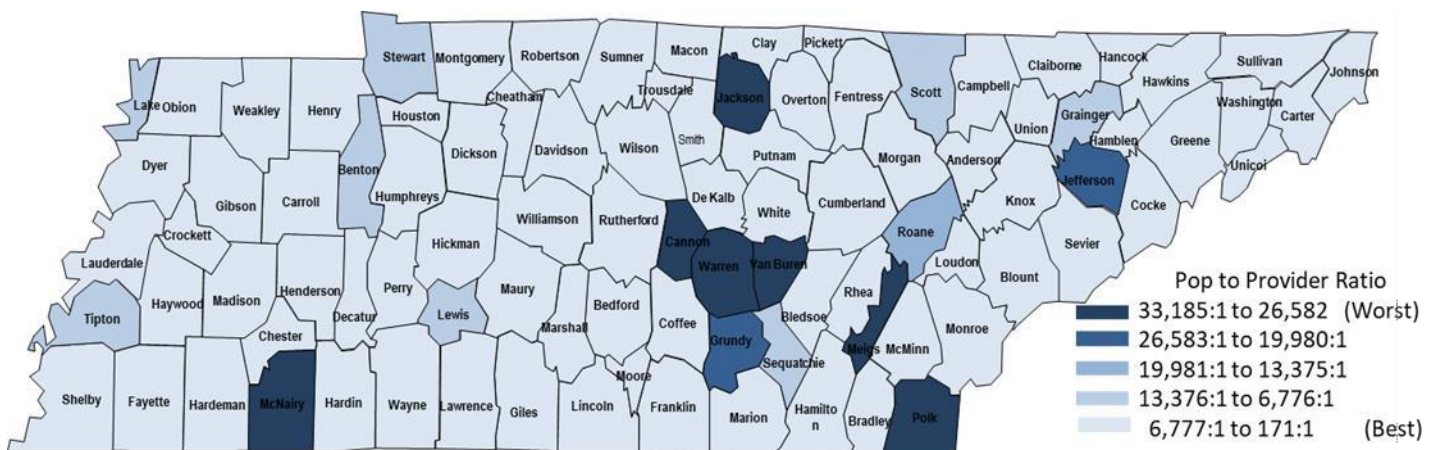 Stewart
Montgomery
Robertson
Sumner
Macon
Clay
Pickett
Scott
Campbell
Claiborne
Hancock
Hawkins
Sullivan
Johnson
Lake
Obion
Weakley
Henry
Houston
Cheatham
Trousdale
Jackson
Overton
Fentress
Union
Grainger
Hamblen
Washington
Carter
Greene
Unicoi
Dyer
Gibson
Carroll
Benton
Humphreys
Dickson
Davidson
Wilson
Smith
Putnam
Morgan
Anderson
Knox
Jefferson
Cocke
Crockett
Hickman
Williamson
Rutherford
De Kalb
White
Cumberland
Roane
Loudon
Sevier
Blount
Lauderdale
Haywood
Madison
Henderson
Decatur
Perry
Lewis
Maury
Marshall
Bedford
Cannon
Warren
Van Buren
Coffee
Bledsoe
Rhea
Meigs
McMinn
Monroe
Tipton
Chester
Grundy
Sequatchie
Shelby
Fayette
Hardeman
McNairy
Hardin
Wayne
Lawrence
Giles
Lincoln
Moore
Franklin
Marion
Hamilto
n
Bradley
Polk
Pop to Provider Ratio
33,185:1 to 26,582 (Worst)
26,583:1 to 19,980:1
19,981:1 to 13,375:1
13,376:1 to 6,776:1
6,777:1 to 171:1 (Best)